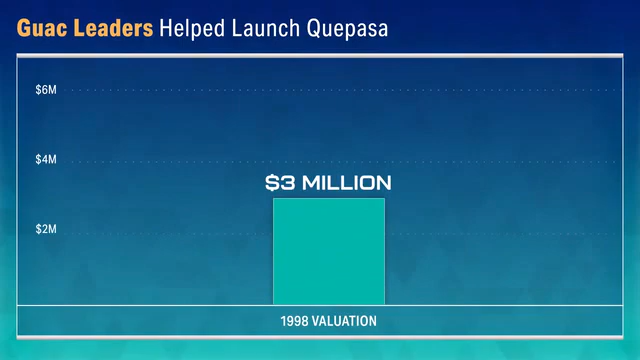 Guac Leaders Helped Launch Quepasa
$6M
$4M
$3 MILLION
$2M
1998 VALUATION